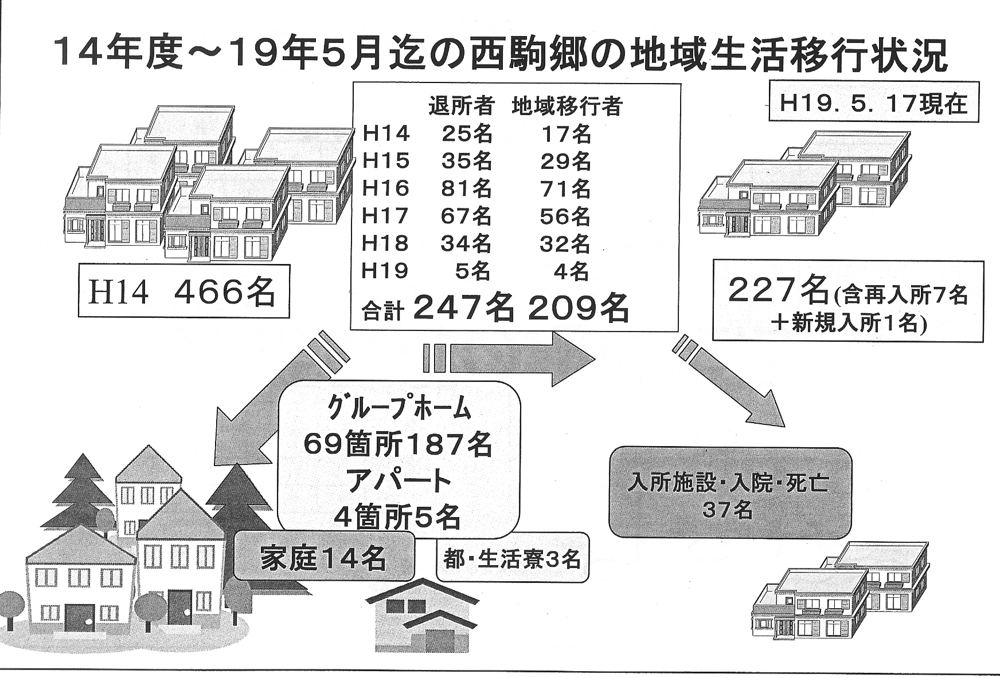 14年度～19年5月迄の西駒郷の地域生活移行状況
H19. 5. 17現在
退所者 地域移行者
H14 25名 17名
H15 35名 29名
H16 81名 71名
H17 67名 56名
H18 34名 32名
H19 5名 4名
合計 247名 209名
H14 466名
227名(含再入所7名
＋新規入所1名)
ｸﾞﾙｰﾌﾟﾎｰﾑ
69箇所187名
アパート
4箇所5名
家庭14名
都・生活寮3名
入所施設・入院・死亡
37名